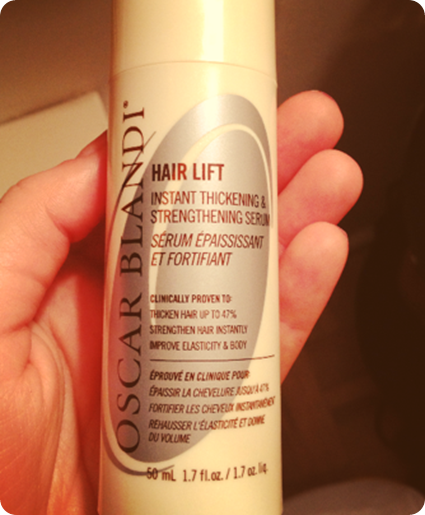 OSCAR BLANDI®
HAIR LIFT
INSTANT THICKENING &
STRENGTHENING SERUM
SÉRUM ÉPAISSISSANT
ET FORTIFIANT
CLINICALLY PROVEN TO:
THICKEN HAIR UP TO 47%
STRENGTHEN HAIR INSTANTLY
IMPROVE ELASTICITY & BODY
ÉPROUVÉ EN CLINIQUE POUR:
ÉPAISSIR LA CHEVELURE JUSQU'À 47%
FORTIFIER LES CHEVEUX INSTANTANÉMENT
REHAUSSER L'ÉLASTICITÉ ET DONNE
DU VOLUME
50 mL 1.7 fl.oz. / 1.7 oz. liq.